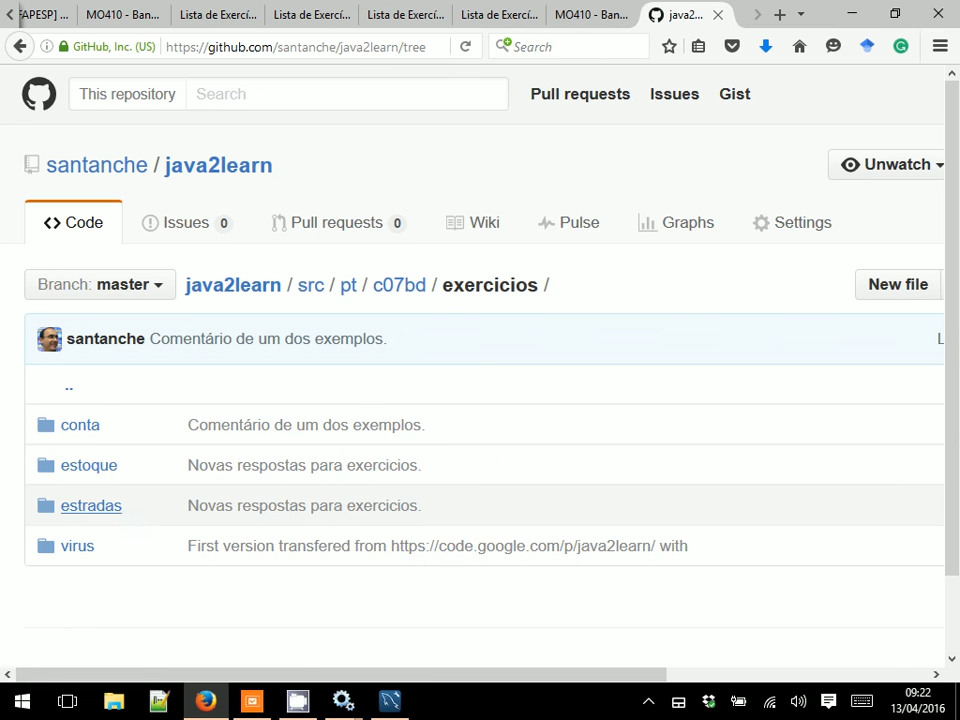 FAPESP] ... MO410 - Ban... Lista de Exercí... Lista de Exercí... Lista de Exercí... Lista de Exercí... MO410 - Ban... java2...
GitHub, Inc. (US) https://github.com/santanche/java2learn/tree Search
This repository Search Pull requests Issues Gist
santanche / java2learn Unwatch
Code Issues 0 Pull requests 0 Wiki Pulse Graphs Settings
Branch: master java2learn / src / pt / c07bd / exercicios / New file
santanche Comentário de um dos exemplos. L
..
conta Comentário de um dos exemplos.
estoque Novas respostas para exercicios.
estradas Novas respostas para exercicios.
virus First version transfered from https://code.google.com/p/java2learn/ with
09:22
13/04/2016